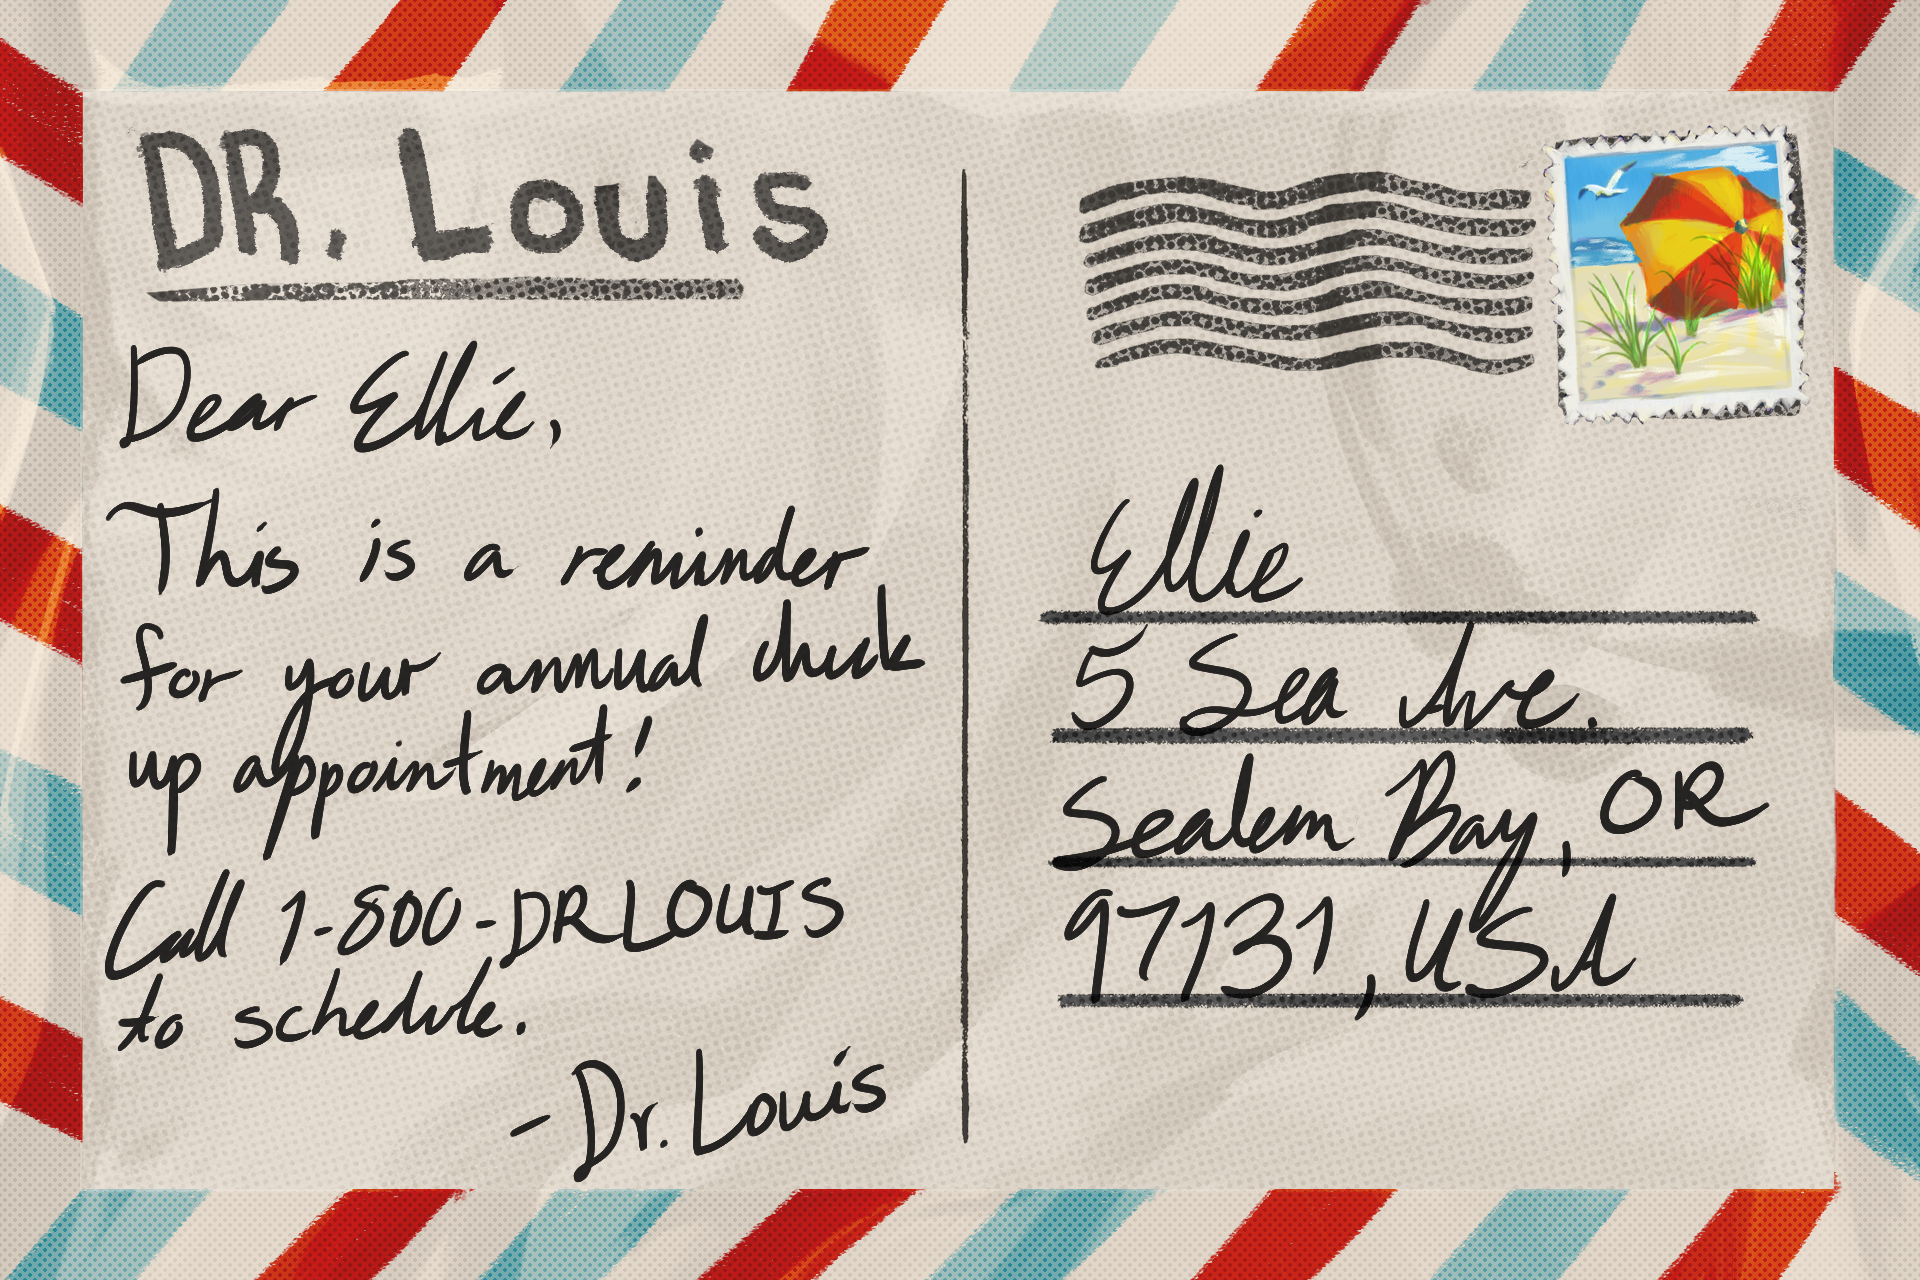 DR. Louis
Dear Ellie,
This is a reminder
for your annual check
up appointment!
Call 1-800-DRLOUIS
to schedule.
- Dr. Louis
Ellie
5 Sea Ave.
Sealem Bay, OR
97131, USA